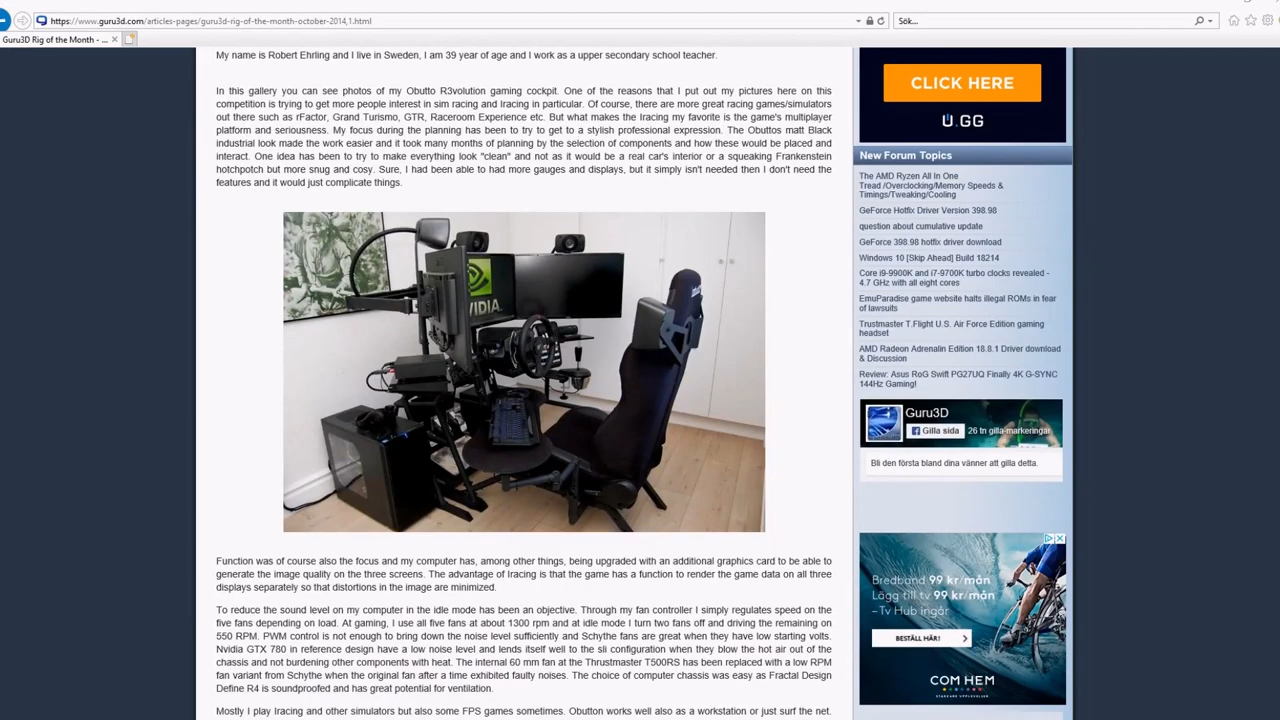 https://www.guru3d.com/articles-pages/guru3d-rig-of-the-month-october-2014,1.html
Sök...
Guru3D Rig of the Month - ...
My name is Robert Ehrling and I live in Sweden, I am 39 year of age and I work as a upper secondary school teacher.
In this gallery you can see photos of my Obutto R3volution gaming cockpit. One of the reasons that I put out my pictures here on this
competition is trying to get more people interest in sim racing and Iracing in particular. Of course, there are more great racing games/simulators
out there such as rFactor, Grand Turismo, GTR, Raceroom Experience etc. But what makes the Iracing my favorite is the game's multiplayer
platform and seriousness. My focus during the planning has been to try to get to a stylish professional expression. The Obuttos matt Black
industrial look made the work easier and it took many months of planning by the selection of components and how these would be placed and
interact. One idea has been to try to make everything look "clean" and not as it would be a real car's interior or a squeaking Frankenstein
hotchpotch but more snug and cosy. Sure, I had been able to had more gauges and displays, but it simply isn't needed then I don't need the
features and it would just complicate things.
NVIDIA
Function was of course also the focus and my computer has, among other things, being upgraded with an additional graphics card to be able to
generate the image quality on the three screens. The advantage of Iracing is that the game has a function to render the game data on all three
displays separately so that distortions in the image are minimized.
To reduce the sound level on my computer in the idle mode has been an objective. Through my fan controller I simply regulates speed on the
five fans depending on load. At gaming, I use all five fans at about 1300 rpm and at idle mode I turn two fans off and driving the remaining on
550 RPM. PWM control is not enough to bring down the noise level sufficiently and Schythe fans are great when they have low starting volts.
Nvidia GTX 780 in reference design have a low noise level and lends itself well to the sli configuration when they blow the hot air out of the
chassis and not burdening other components with heat. The internal 60 mm fan at the Thrustmaster T500RS has been replaced with a low RPM
fan variant from Schythe when the original fan after a time exhibited faulty noises. The choice of computer chassis was easy as Fractal Design
Define R4 is soundproofed and has great potential for ventilation.
Mostly I play Iracing and other simulators but also some FPS games sometimes. Obutton works well also as a workstation or just surf the net.
CLICK HERE
U.GG
New Forum Topics
The AMD Ryzen All In One
Tread /Overclocking/Memory Speeds &
Timings/Tweaking/Cooling
GeForce Hotfix Driver Version 398.98
question about cumulative update
GeForce 398.98 hotfix driver download
Windows 10 [Skip Ahead] Build 18214
Core i9-9900K and i7-9700K turbo clocks revealed -
4.7 GHz with all eight cores
EmuParadise game website halts illegal ROMs in fear
of lawsuits
Trustmaster T.Flight U.S. Air Force Edition gaming
headset
AMD Radeon Adrenalin Edition 18.8.1 Driver download
& Discussion
Review: Asus RoG Swift PG27UQ Finally 4K G-SYNC
144Hz Gaming!
Guru3D
Gilla sida
26 tn gilla-markeringar
Bli den första bland dina vänner att gilla detta.
Bredband 99 kr/mån
Lägg till tv 99 kr/mån
– Tv Hub ingår
BESTÄLL HÄR!
COM HEM